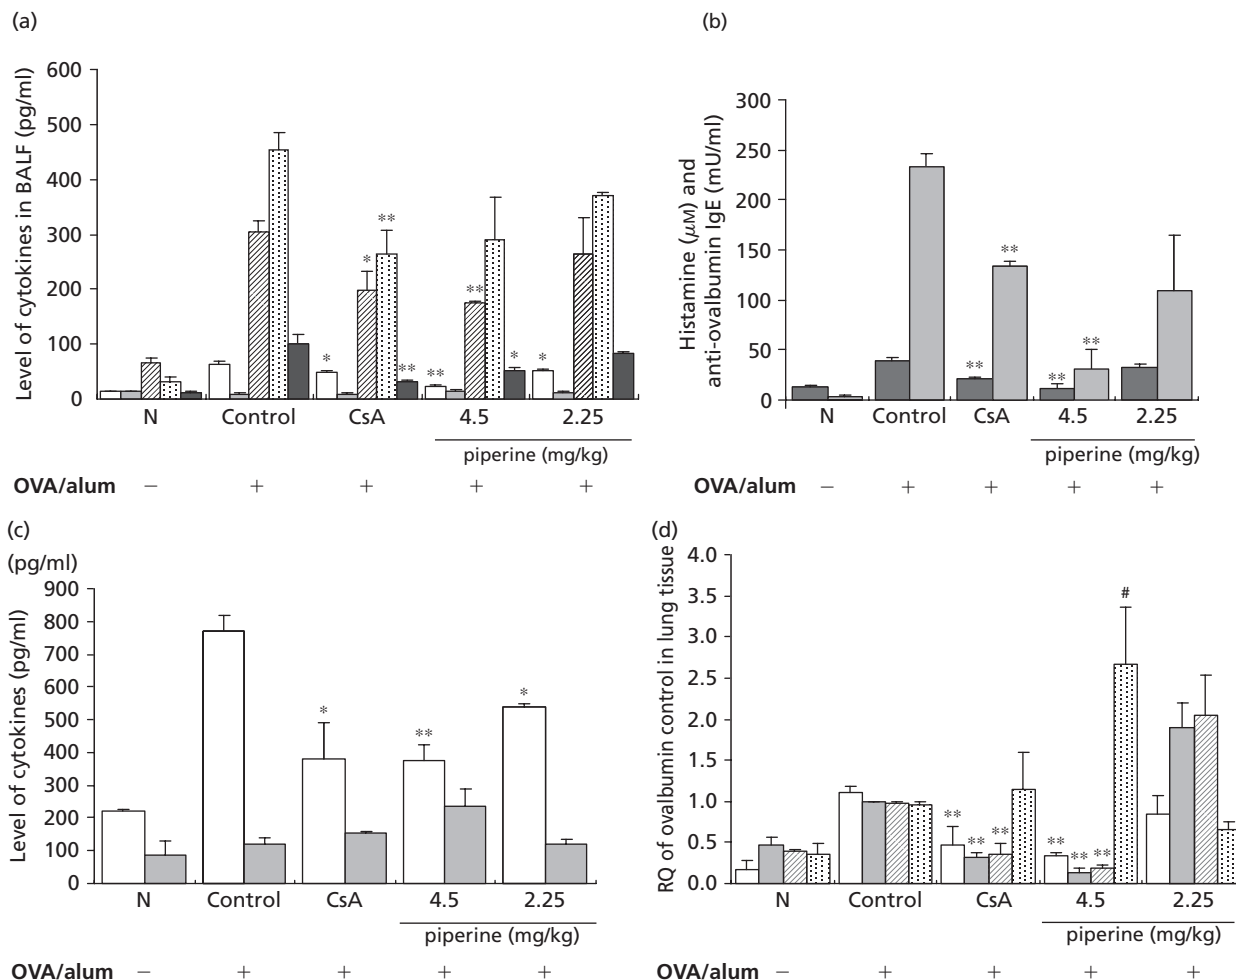 (a)
Level of cytokines in BALF (pg/ml)
600
500
400
300
200
100
0
**
*
**
*
**
**
*
*
N Control CsA 4.5 2.25
piperine (mg/kg)
OVA/alum − + + + +
(b)
Histamine (μM) and
anti-ovalbumin IgE (mU/ml)
300
250
200
150
100
50
0
**
**
**
**
N Control CsA 4.5 2.25
piperine (mg/kg)
OVA/alum − + + + +
(c)
(pg/ml)
Level of cytokines (pg/ml)
900
800
700
600
500
400
300
200
100
0
*
**
*
N Control CsA 4.5 2.25
piperine (mg/kg)
OVA/alum − + + + +
(d)
RQ of ovalbumin control in lung tissue
4.0
3.5
3.0
2.5
2.0
1.5
1.0
0.5
0.0
#
** ** ** ** ** **
N Control CsA 4.5 2.25
piperine (mg/kg)
OVA/alum − + + + +